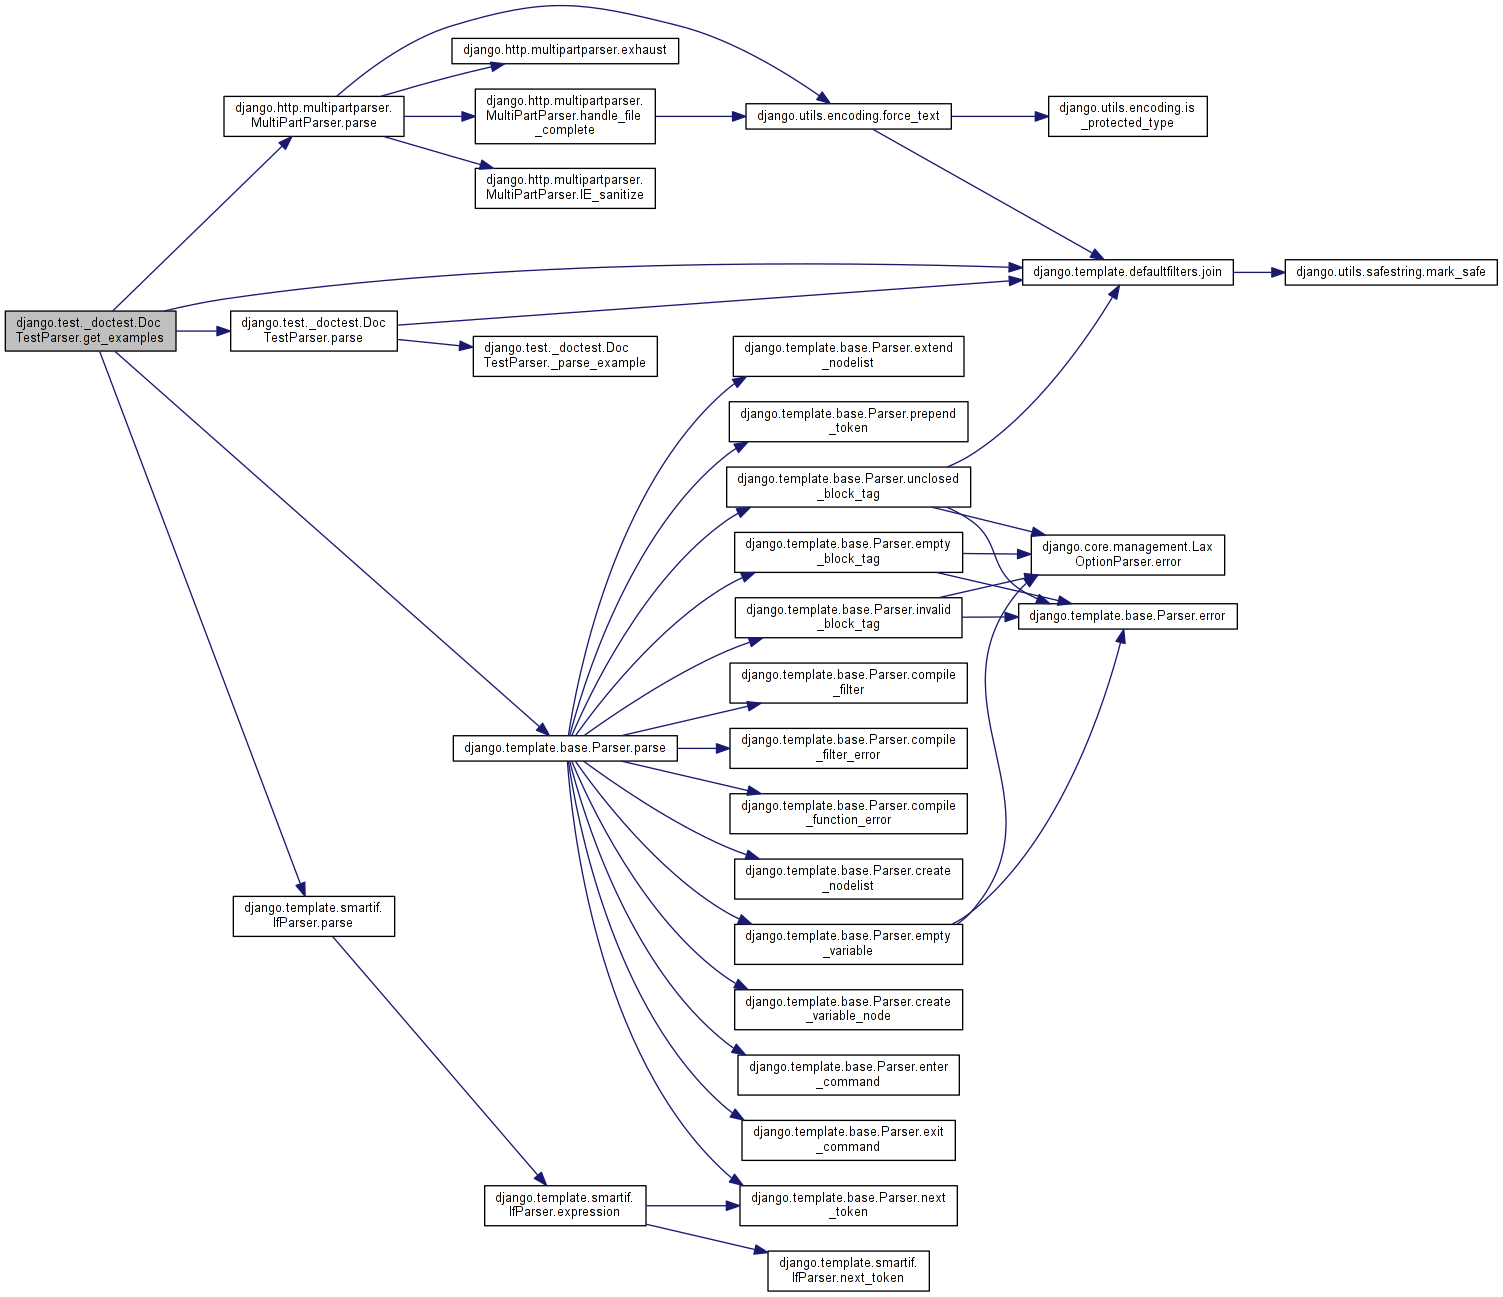 django.http.multipartparser.exhaust
django.http.multipartparser.
MultiPartParser.parse
django.http.multipartparser.
MultiPartParser.handle_file
_complete
django.utils.encoding.force_text
django.utils.encoding.is
_protected_type
django.http.multipartparser.
MultiPartParser.IE_sanitize
django.template.defaultfilters.join
django.utils.safestring.mark_safe
django.test._doctest.Doc
TestParser.get_examples
django.test._doctest.Doc
TestParser.parse
django.test._doctest.Doc
TestParser._parse_example
django.template.base.Parser.extend
_nodelist
django.template.base.Parser.prepend
_token
django.template.base.Parser.unclosed
_block_tag
django.template.base.Parser.empty
_block_tag
django.core.management.Lax
OptionParser.error
django.template.base.Parser.invalid
_block_tag
django.template.base.Parser.error
django.template.base.Parser.compile
_filter
django.template.base.Parser.parse
django.template.base.Parser.compile
_filter_error
django.template.base.Parser.compile
_function_error
django.template.base.Parser.create
_nodelist
django.template.smartif.
IfParser.parse
django.template.base.Parser.empty
_variable
django.template.base.Parser.create
_variable_node
django.template.base.Parser.enter
_command
django.template.base.Parser.exit
_command
django.template.smartif.
IfParser.expression
django.template.base.Parser.next
_token
django.template.smartif.
IfParser.next_token